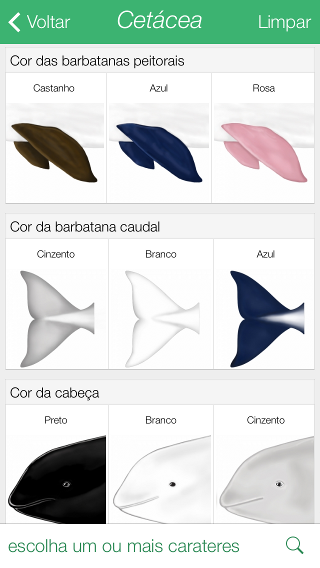 Voltar
Cetácea
Limpar
Cor das barbatanas peitorais
Castanho
Azul
Rosa
Cor da barbatana caudal
Cinzento
Branco
Azul
Cor da cabeça
Preto
Branco
Cinzento
escolha um ou mais carateres